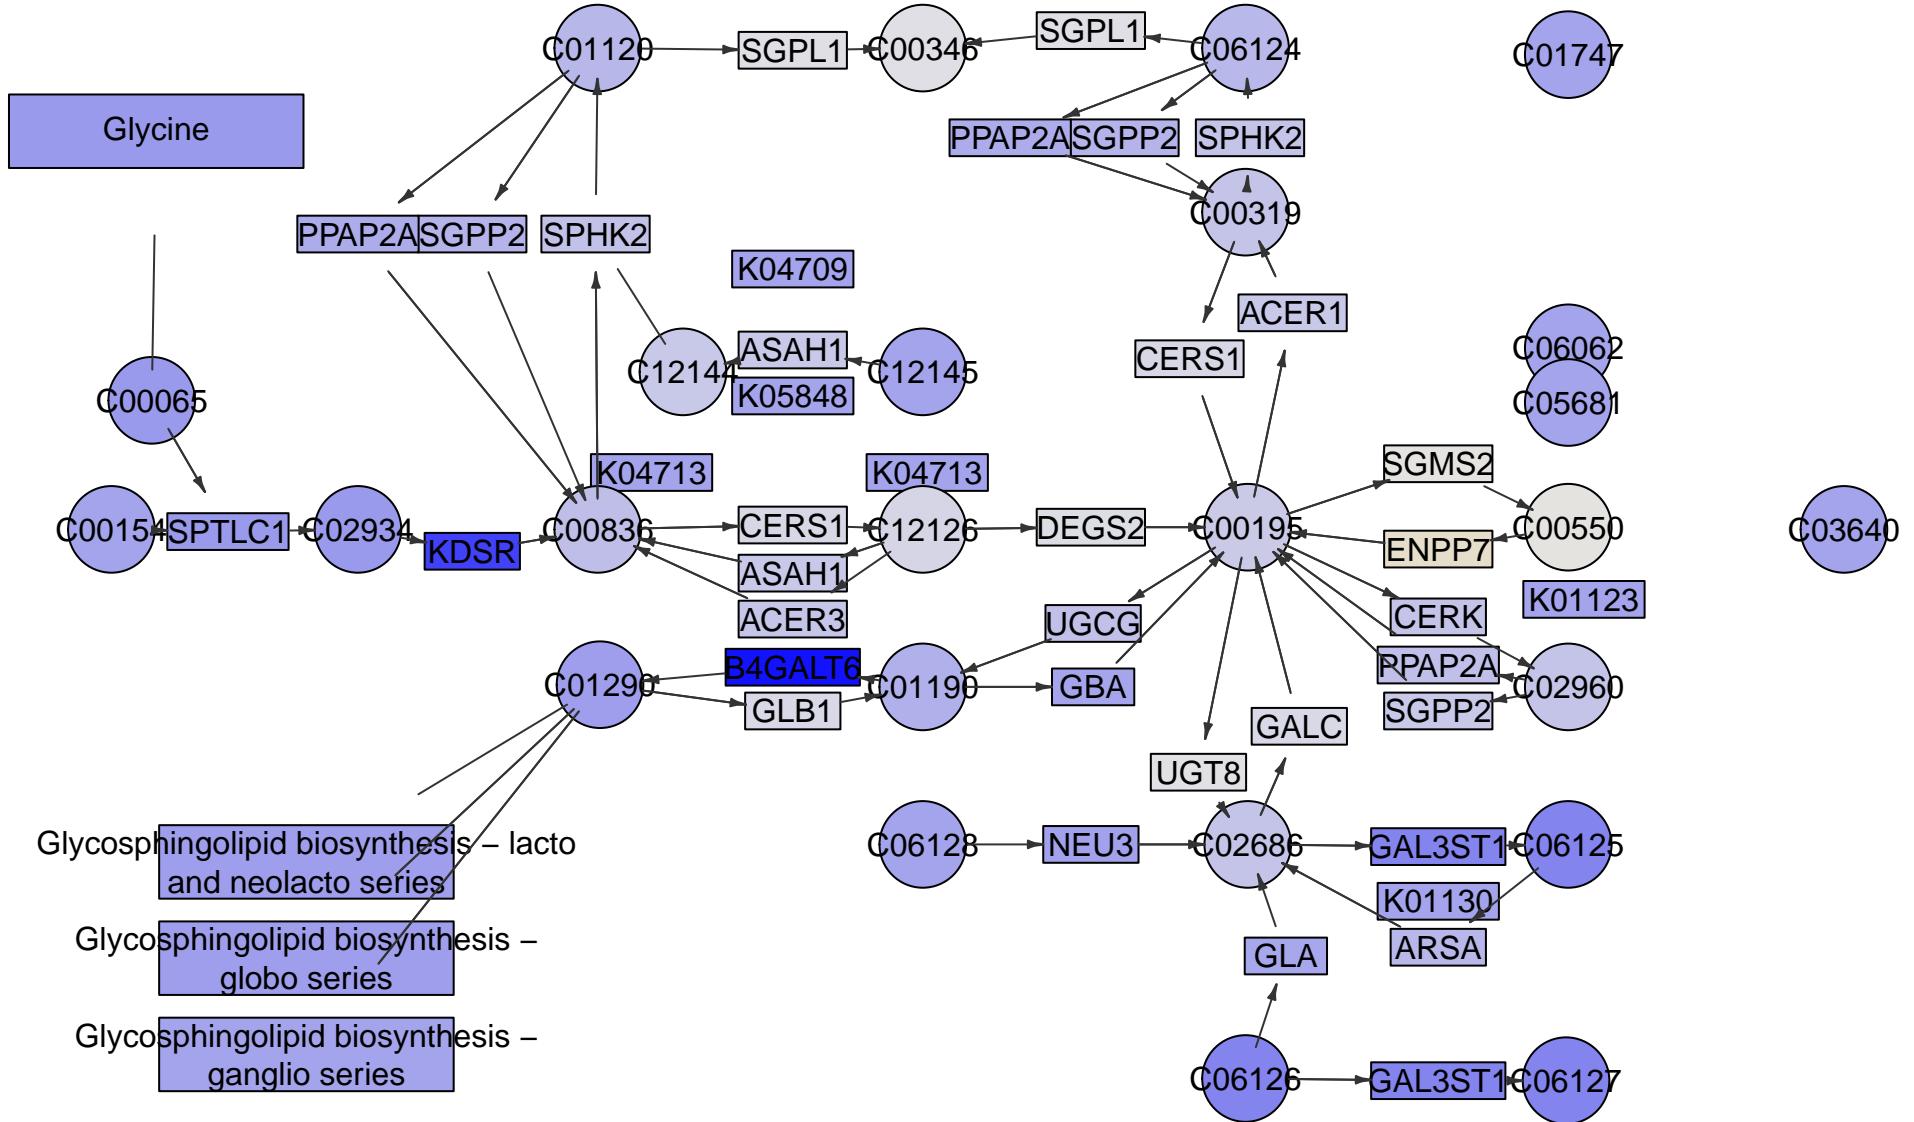 C01120
SGPL1
C00346
SGPL1
C06124
C01747
Glycine
PPAP2A
SGPP2
SPHK2
C00319
PPAP2A
SGPP2
SPHK2
K04709
ACER1
C12144
ASAH1
C12145
K05848
CERS1
C06062
C05681
C00065
K04713
K04713
SGMS2
C00154
SPTLC1
C02934
KDSR
C00836
CERS1
C12126
DEGS2
C00195
ENPP7
C00550
C03640
ASAH1
ACER3
K01123
UGCG
CERK
C01290
B4GALT6
C01190
GBA
PPAP2A
C02960
GLB1
SGPP2
GALC
UGT8
Glycosphingolipid biosynthesis – lacto
and neolacto series
C06128
NEU3
C02686
GAL3ST1
C06125
K01130
Glycosphingolipid biosynthesis –
globo series
GLA
ARSA
Glycosphingolipid biosynthesis –
ganglio series
C06126
GAL3ST1
C06127